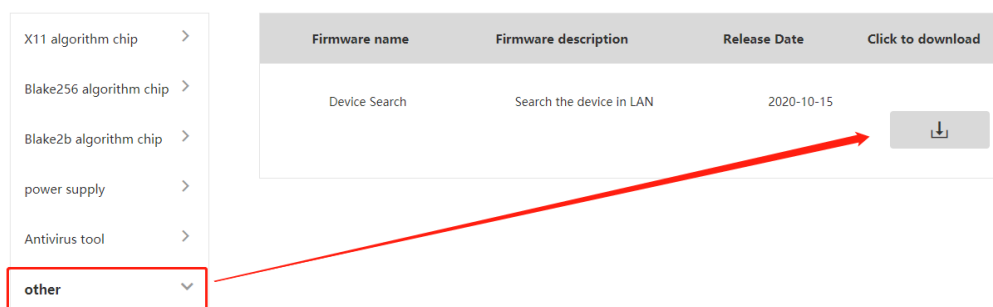 X11 algorithm chip
Blake256 algorithm chip
Blake2b algorithm chip
power supply
Antivirus tool
other
Firmware name Firmware description Release Date Click to download
Device Search Search the device in LAN 2020-10-15